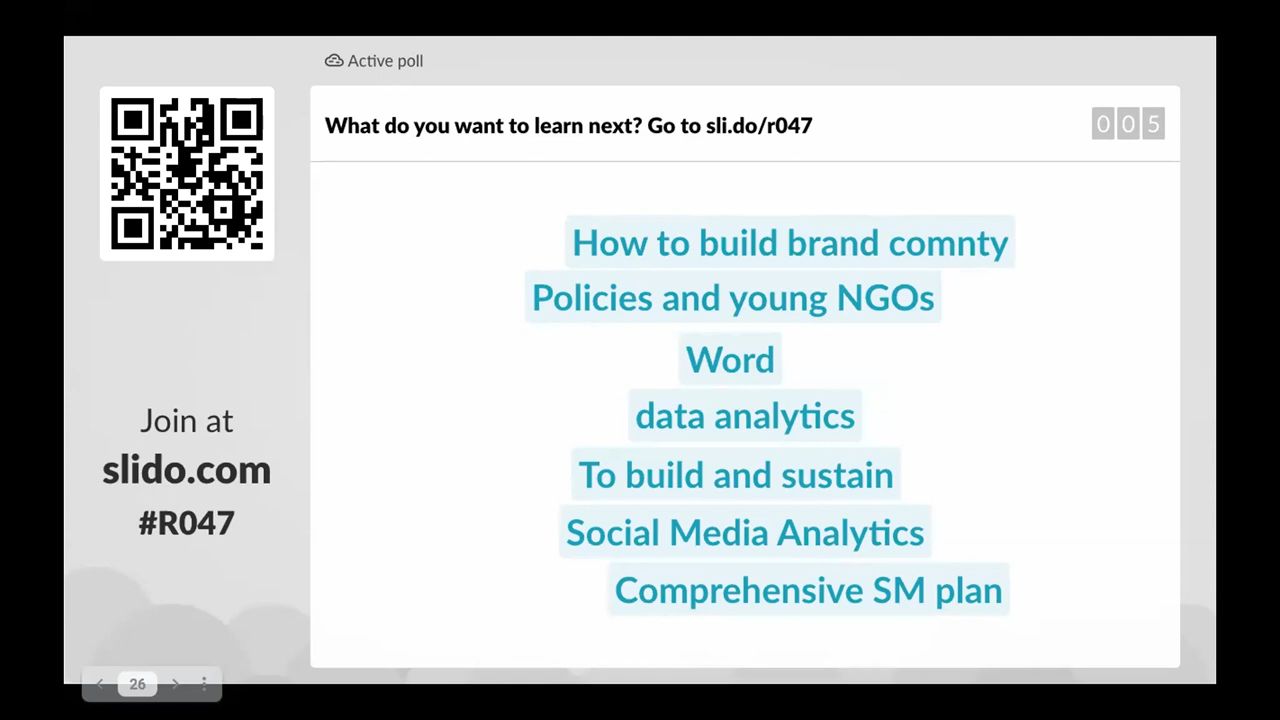 Active poll
What do you want to learn next? Go to sli.do/r047
005
How to build brand comnty
Policies and young NGOs
Word
data analytics
To build and sustain
Social Media Analytics
Comprehensive SM plan
Join at
slido.com
#R047
26